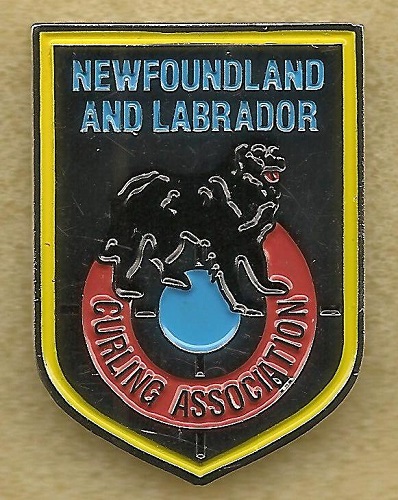 NEWFOUNDLAND
AND LABRADOR
CURLING ASSOCIATION